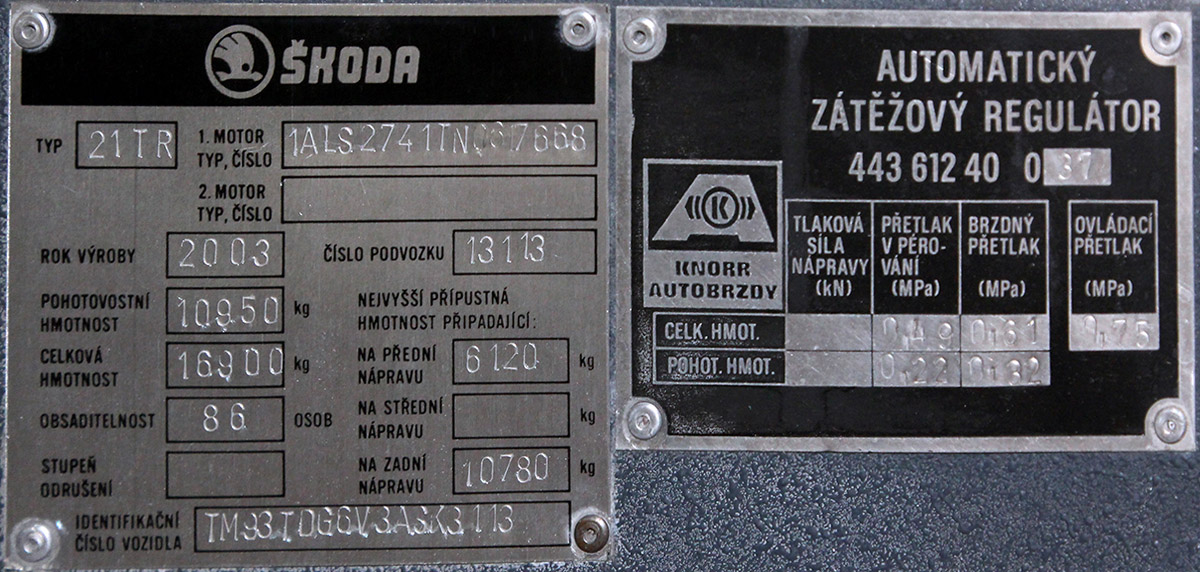 ŠKODA
TYP 21TR 1. MOTOR TYP, ČÍSLO 1ALS2741TN0617668
2. MOTOR TYP, ČÍSLO
ROK VÝROBY 2003 ČÍSLO PODVOZKU 13113
POHOTOVOSTNÍ HMOTNOST 10950 kg
NEJVYŠŠÍ PŘÍPUSTNÁ
HMOTNOST PŘIPADAJÍCÍ:
CELKOVÁ HMOTNOST 16900 kg
NA PŘEDNÍ NÁPRAVU 6120 kg
OBSADITELNOST 86 OSOB
NA STŘEDNÍ NÁPRAVU kg
STUPEŇ ODRUŠENÍ
NA ZADNÍ NÁPRAVU 10780 kg
IDENTIFIKAČNÍ ČÍSLO VOZIDLA
AUTOMATICKÝ
ZÁTĚŽOVÝ REGULÁTOR
443 612 40 0 37
K
KNORR
AUTOBRZDY
TLAKOVÁ SÍLA NÁPRAVY (kN)
PŘETLAK V PÉRO- VÁNÍ (MPa)
BRZDNÝ PŘETLAK (MPa)
OVLÁDACÍ PŘETLAK (MPa)
CELK. HMOT. 0,49 0,61 0,75
POHOT. HMOT. 0,22 0,32